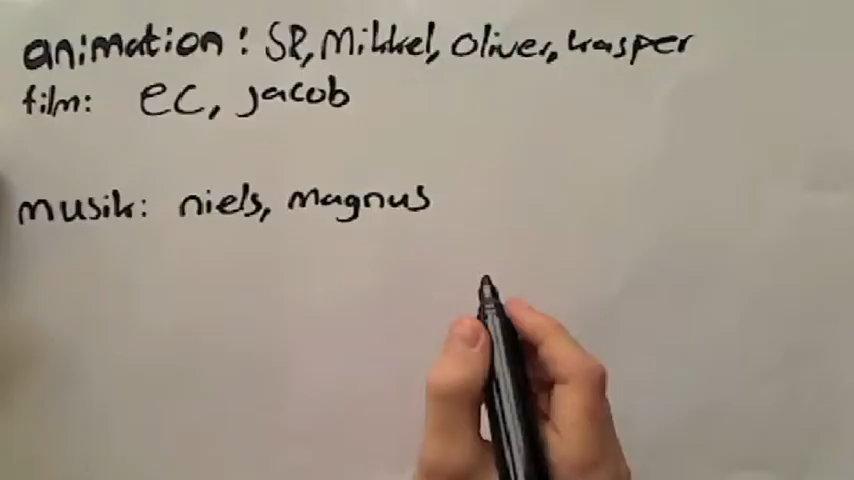 animation: SP, Mikkel, Oliver, kasper
film: EC, Jacob
musik: niels, magnus